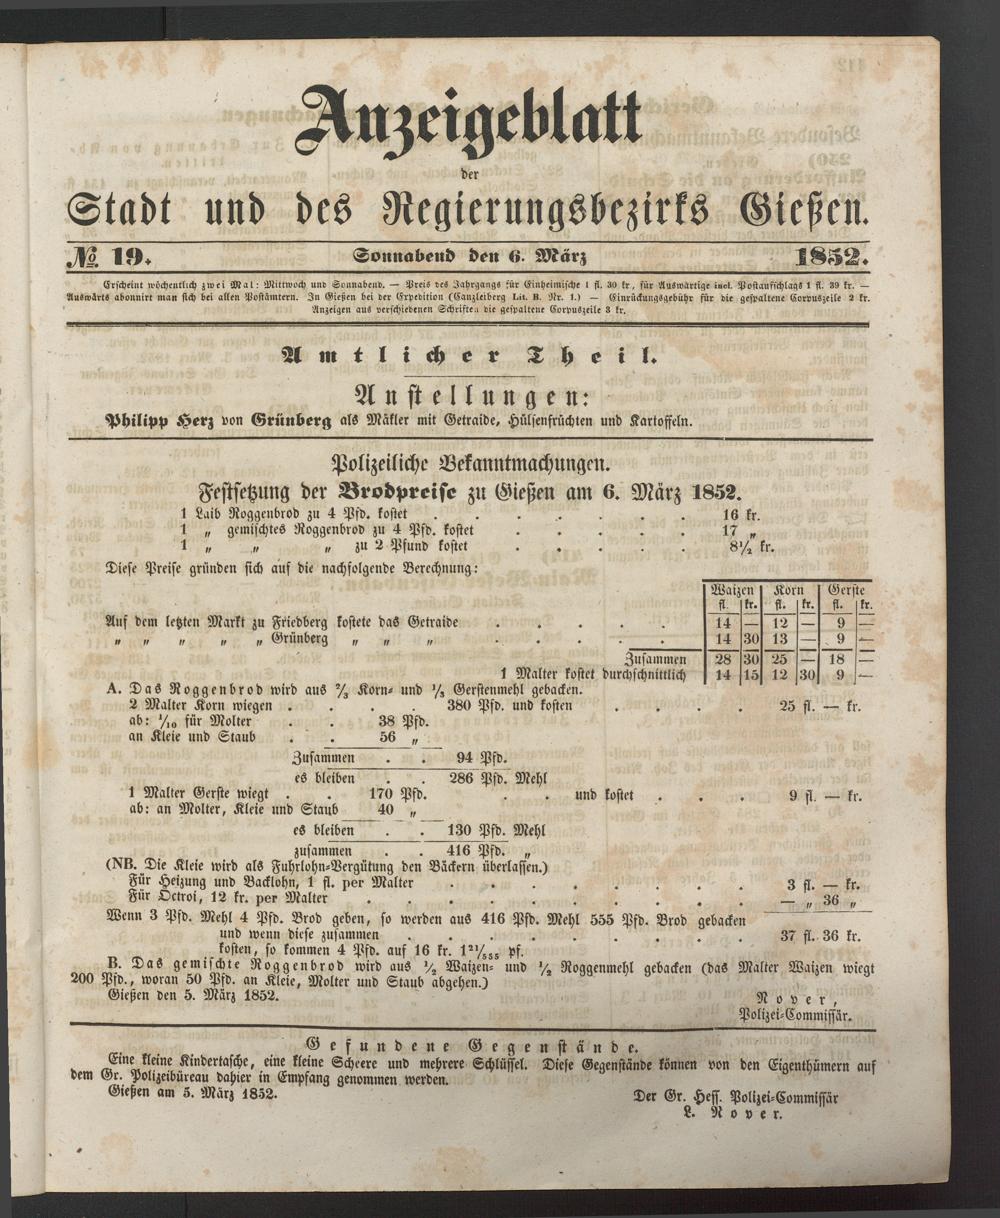 Anzeigeblatt
der
Stadt und des Regierungsbezirks Gießen.
№ 19. Sonnabend den 6. März 1852.
Erscheint wöchentlich zwei Mal: Mittwoch und Sonnabend. — Preis des Jahrgangs für Einheimische 1 fl. 30 kr., für Auswärtige incl. Postaufschlags 1 fl. 39 kr. —
Auswärts abonnirt man sich bei allen Postämtern. In Gießen bei der Expedition (Canzleiberg Lit. B. Nr. 1.) — Einrückungsgebühr für die gespaltene Corpuszeile 2 kr.
Anzeigen aus verschiedenen Schriften die gespaltene Corpuszeile 3 kr.
Amtlicher Theil.
Anstellungen:
Philipp Herz von Grünberg als Mäkler mit Getraide, Hülsenfrüchten und Kartoffeln.
Polizeiliche Bekanntmachungen.
Festsetzung der Brodpreise zu Gießen am 6. März 1852.
1 Laib Roggenbrod zu 4 Pfd. kostet . . . . . . 16 kr.
1 „ gemischtes Roggenbrod zu 4 Pfd. kostet . . . . 17 „
1 „ „ „ zu 2 Pfund kostet . . . . 8½ kr.
Diese Preise gründen sich auf die nachfolgende Berechnung:
Waizen Korn Gerste
fl. kr. fl. kr. fl. kr.
Auf dem letzten Markt zu Friedberg kostete das Getraide . . . . 14 — 12 — 9 —
„ „ „ „ „ Grünberg „ „ „ . . . . 14 30 13 — 9 —
Zusammen 28 30 25 — 18 —
1 Malter kostet durchschnittlich 14 15 12 30 9 —
A. Das Roggenbrod wird aus ⅔ Korn- und ⅓ Gerstenmehl gebacken.
2 Malter Korn wiegen . . . . 380 Pfd. und kosten . . . . 25 fl. — kr.
ab: 1/10 für Molter . . 38 Pfd.
an Kleie und Staub . . 56 „
Zusammen . . 94 Pfd.
es bleiben . . 286 Pfd. Mehl
1 Malter Gerste wiegt . . 170 Pfd. . . und kostet . . . 9 fl. — kr.
ab: an Molter, Kleie und Staub 40 „
es bleiben . . 130 Pfd. Mehl
zusammen . . 416 Pfd. „
(NB. Die Kleie wird als Fuhrlohn-Vergütung den Bäckern überlassen.)
Für Heizung und Backlohn, 1 fl. per Malter . . . . . . . . 3 fl. — kr.
Für Octroi, 12 kr. per Malter . . . . . . . . . . — „ 36 „
Wenn 3 Pfd. Mehl 4 Pfd. Brod geben, so werden aus 416 Pfd. Mehl 555 Pfd. Brod gebacken
und wenn diese zusammen . . . . . . . . . 37 fl. 36 kr.
kosten, so kommen 4 Pfd. auf 16 kr. 1 21/555 pf.
B. Das gemischte Roggenbrod wird aus ½ Waizen- und ½ Roggenmehl gebacken (das Malter Waizen wiegt
200 Pfd., woran 50 Pfd. an Kleie, Molter und Staub abgehen.)
Gießen den 5. März 1852.
Nover,
Polizei-Commissär.
Gefundene Gegenstände.
Eine kleine Kindertasche, eine kleine Scheere und mehrere Schlüssel. Diese Gegenstände können von den Eigenthümern auf
dem Gr. Polizeibüreau dahier in Empfang genommen werden.
Gießen am 5. März 1852.
Der Gr. Hess. Polizei-Commissär
L. Nover.